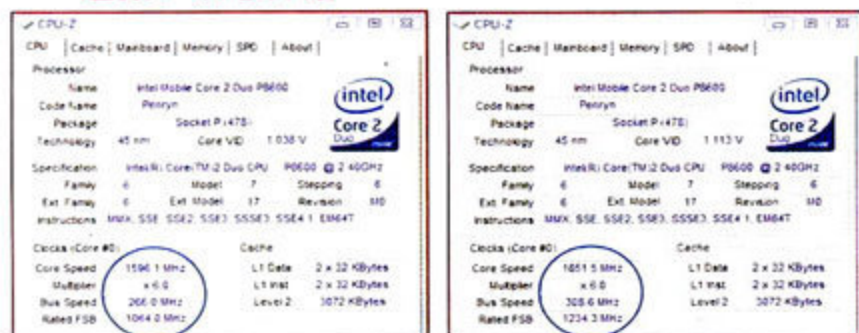 CPU-Z
CPU Cache Mainboard Memory SPD About
Processor
Name Intel Mobile Core 2 Duo P8600
Code Name Penryn
Package Socket P (478)
Technology 45 nm Core VID 1.038 V
intel
Core 2
Duo
Specification Intel(R) Core(TM)2 Duo CPU P8600 @ 2.40GHz
Family 6 Model 7 Stepping 6
Ext. Family 6 Ext. Model 17 Revision M0
Instructions MMX, SSE, SSE2, SSE3, SSSE3, SSE4.1, EM64T
Clocks (Core #0) Cache
Core Speed 1596.1 MHz L1 Data 2 x 32 KBytes
Multiplier x 6.0 L1 Inst. 2 x 32 KBytes
Bus Speed 266.0 MHz Level 2 3072 KBytes
Rated FSB 1064.0 MHz
CPU-Z
CPU Cache Mainboard Memory SPD About
Processor
Name Intel Mobile Core 2 Duo P8600
Code Name Penryn
Package Socket P (478)
Technology 45 nm Core VID 1.113 V
intel
Core 2
Duo
Specification Intel(R) Core(TM)2 Duo CPU P8600 @ 2.40GHz
Family 6 Model 7 Stepping 6
Ext. Family 6 Ext. Model 17 Revision M0
Instructions MMX, SSE, SSE2, SSE3, SSSE3, SSE4.1, EM64T
Clocks (Core #0) Cache
Core Speed 1851.5 MHz L1 Data 2 x 32 KBytes
Multiplier x 6.0 L1 Inst. 2 x 32 KBytes
Bus Speed 308.6 MHz Level 2 3072 KBytes
Rated FSB 1234.3 MHz